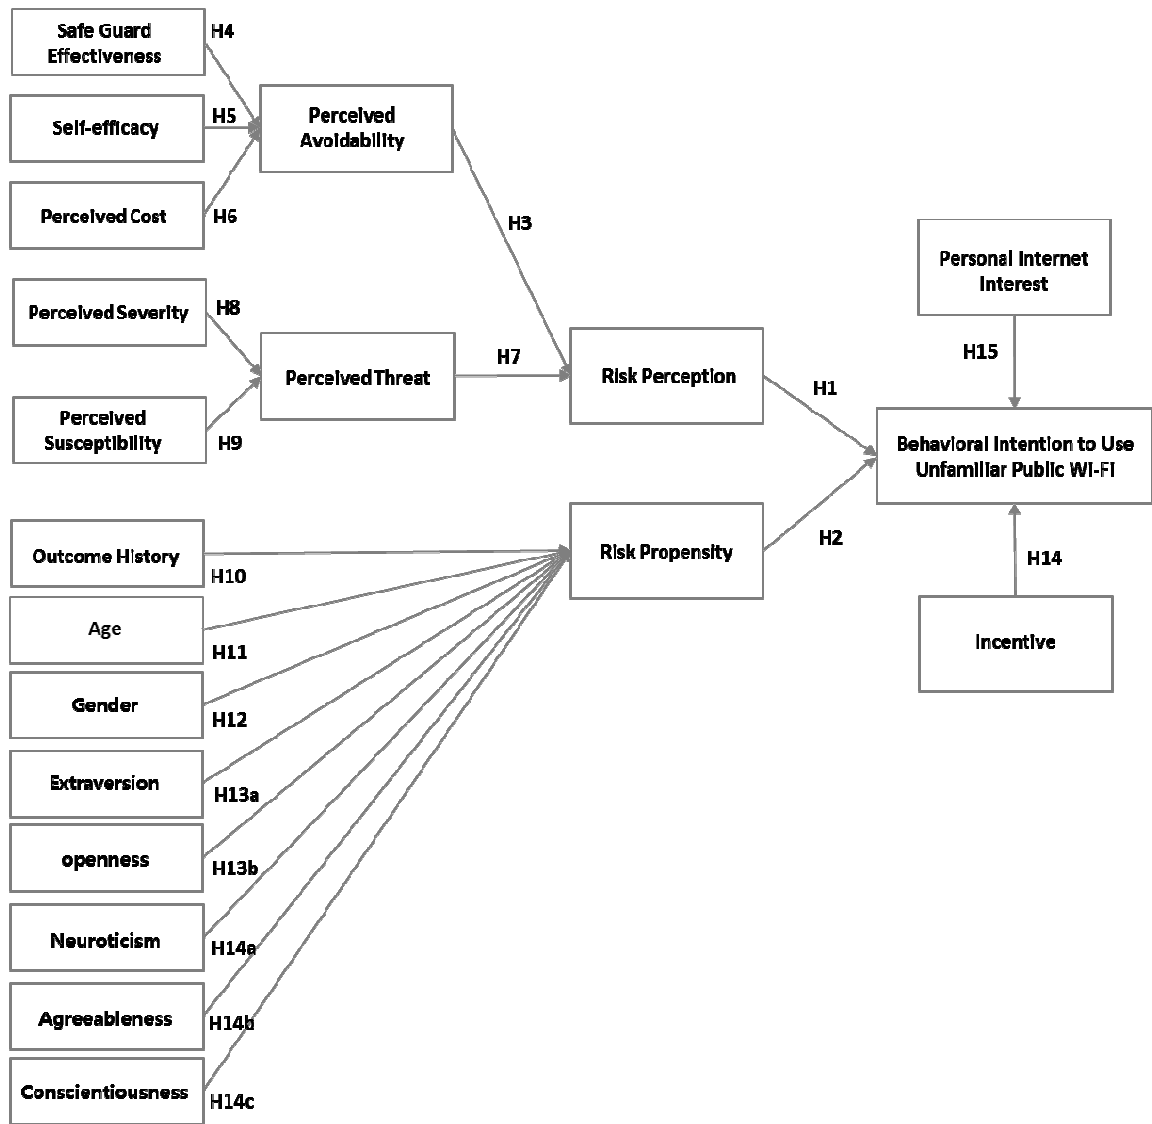 Safe Guard
Effectiveness
H4
Self-efficacy
H5
Perceived Cost
H6
Perceived
Avoidability
H3
Perceived Severity
H8
Perceived
Susceptibility
H9
Perceived Threat
H7
Risk Perception
H1
Personal Internet
Interest
H15
Behavioral Intention to Use
Unfamiliar Public Wi-Fi
Risk Propensity
H2
H14
Incentive
Outcome History
H10
Age
H11
Gender
H12
Extraversion
H13a
openness
H13b
Neuroticism
H14a
Agreeableness
H14b
Conscientiousness
H14c